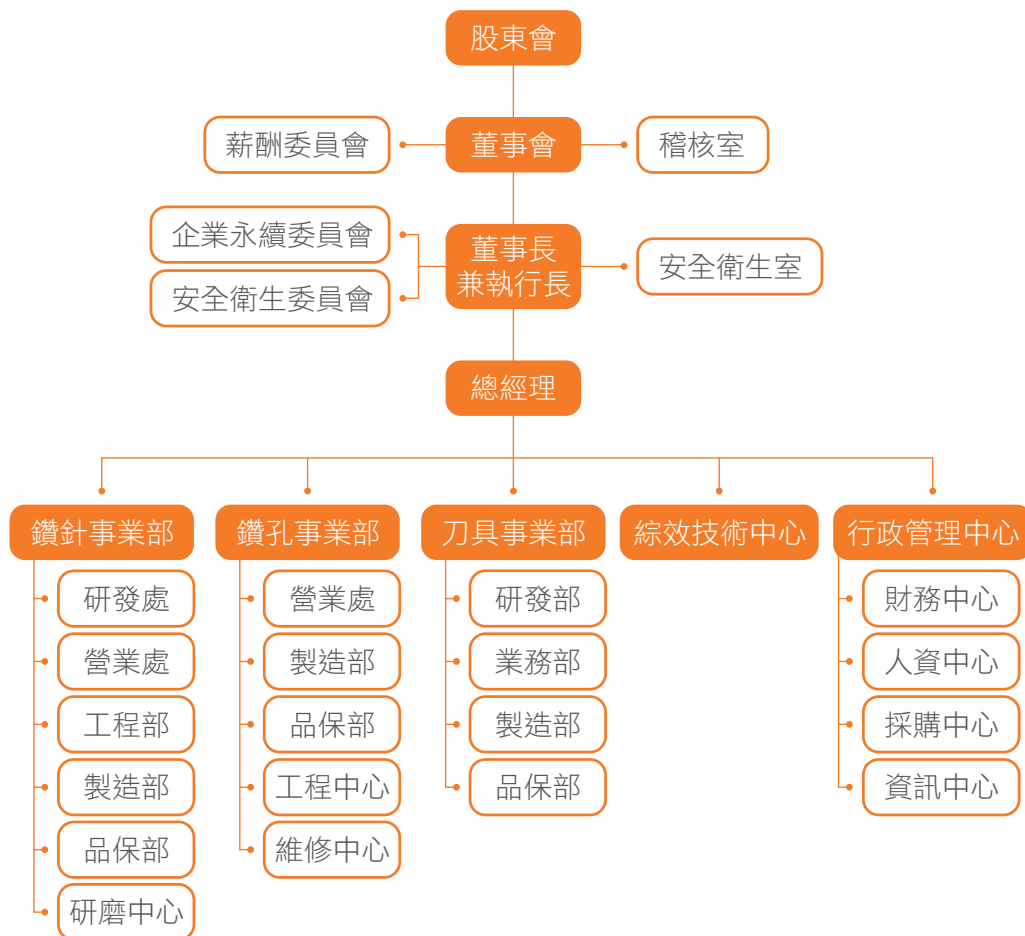 股東會
薪酬委員會
董事會
稽核室
企業永續委員會
安全衛生委員會
董事長
兼執行長
安全衛生室
總經理
鑽針事業部
研發處
營業處
工程部
製造部
品保部
研磨中心
鑽孔事業部
營業處
製造部
品保部
工程中心
維修中心
刀具事業部
研發部
業務部
製造部
品保部
綜效技術中心
行政管理中心
財務中心
人資中心
採購中心
資訊中心